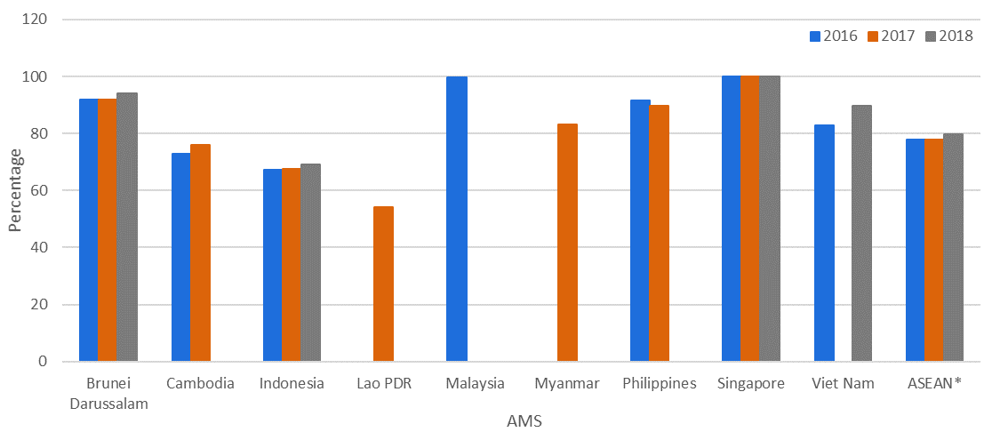 120
2016 2017 2018
100
80
60
40
20
0
Percentage
Brunei Darussalam
Cambodia
Indonesia
Lao PDR
Malaysia
Myanmar
Philippines
Singapore
Viet Nam
ASEAN*
AMS